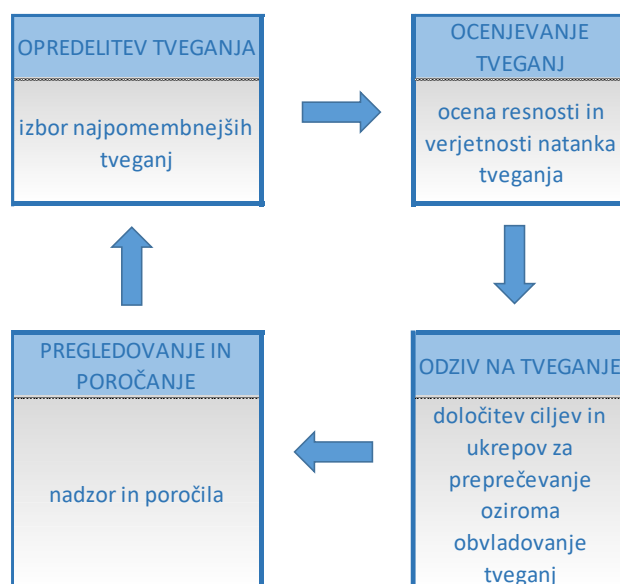 OPREDELITEV TVEGANJA
izbor najpomembnejših
tveganj
OCENJEVANJE
TVEGANJ
ocena resnosti in
verjetnosti natanka
tveganja
PREGLEDOVANJE IN
POROČANJE
nadzor in poročila
ODZIV NA TVEGANJE
določitev ciljev in
ukrepov za
preprečevanje
oziroma
obvladovanje
tveganj